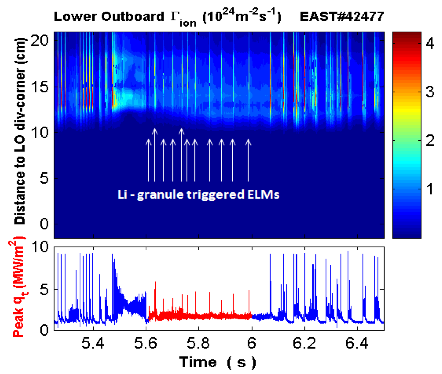 Lower Outboard Γion (10²⁴m⁻²s⁻¹) EAST#42477
Distance to LO div-corner (cm)
20
15
10
5
0
Li - granule triggered ELMs
4
3
2
1
Peak qt (MW/m²)
10
5
0
5.4 5.6 5.8 6 6.2 6.4
Time ( s )